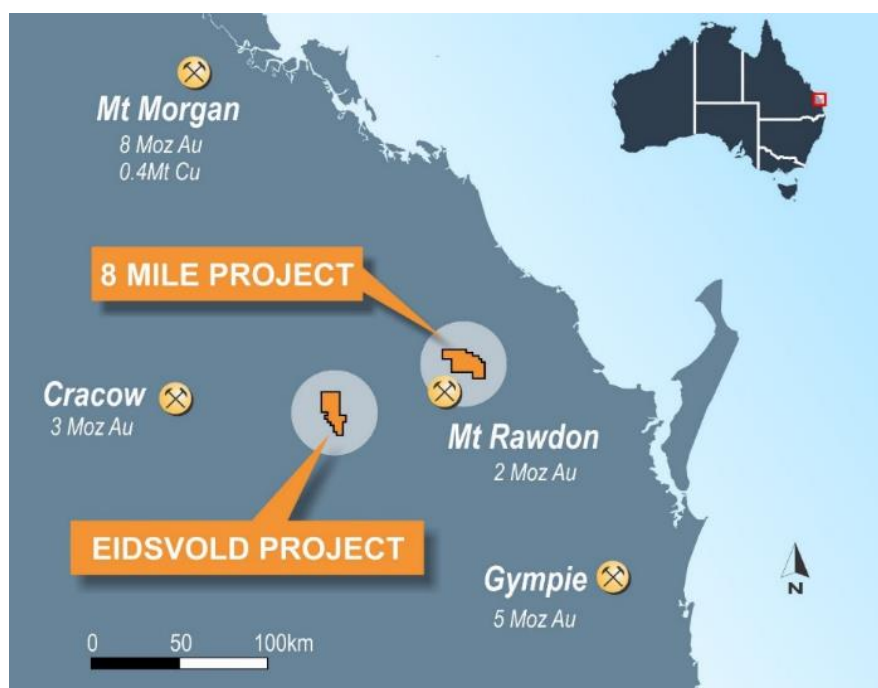 Mt Morgan
8 Moz Au
0.4Mt Cu
8 MILE PROJECT
Cracow
3 Moz Au
Mt Rawdon
2 Moz Au
EIDSVOLD PROJECT
Gympie
5 Moz Au
N
0 50 100km